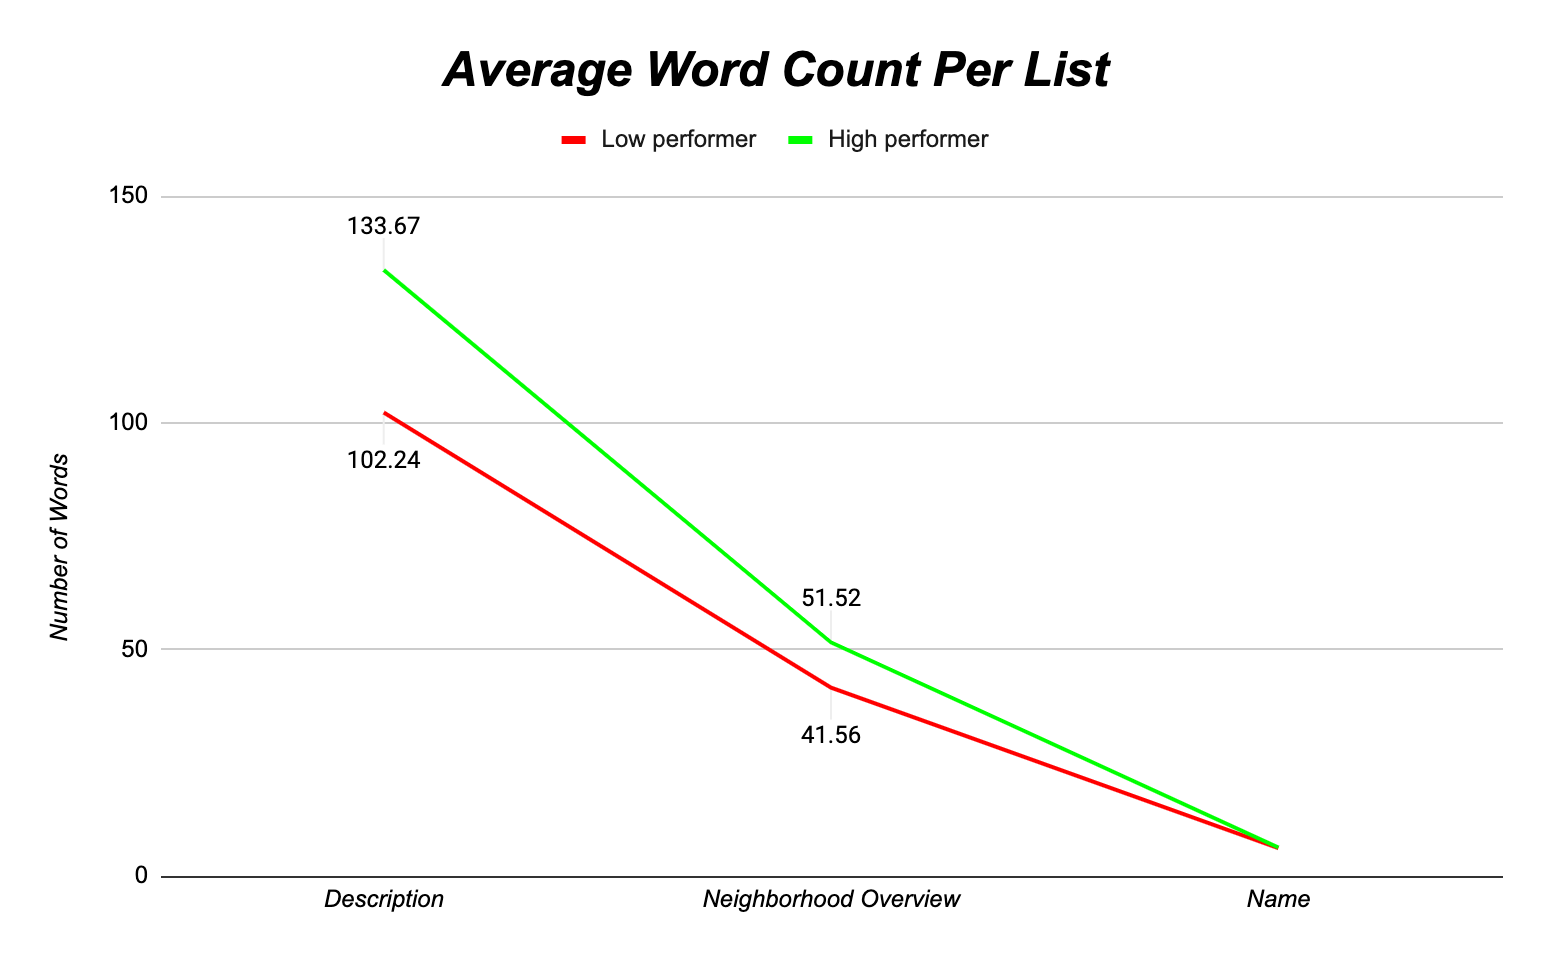 Average Word Count Per List
Low performer High performer
150
133.67
100
102.24
Number of Words
51.52
50
41.56
0
Description Neighborhood Overview Name